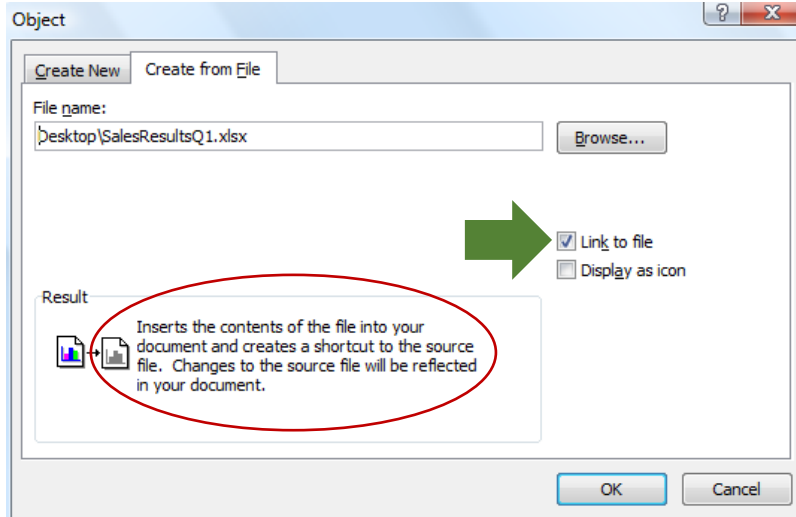 Object
Create New
Create from File
File name:
Desktop\SalesResultsQ1.xlsx
Browse...
Link to file
Display as icon
Result
Inserts the contents of the file into your
document and creates a shortcut to the source
file. Changes to the source file will be reflected
in your document.
OK
Cancel